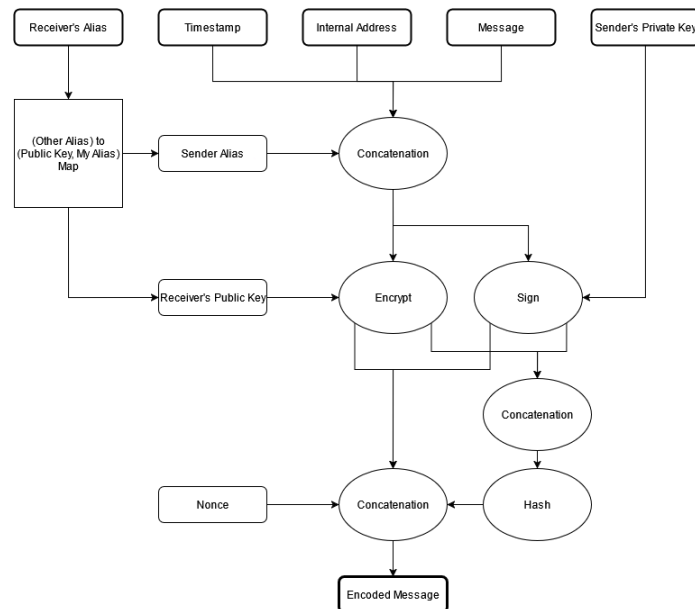 Receiver's Alias
Timestamp
Internal Address
Message
Sender's Private Key
(Other Alias) to
(Public Key, My Alias)
Map
Sender Alias
Concatenation
Receiver's Public Key
Encrypt
Sign
Concatenation
Nonce
Concatenation
Hash
Encoded Message